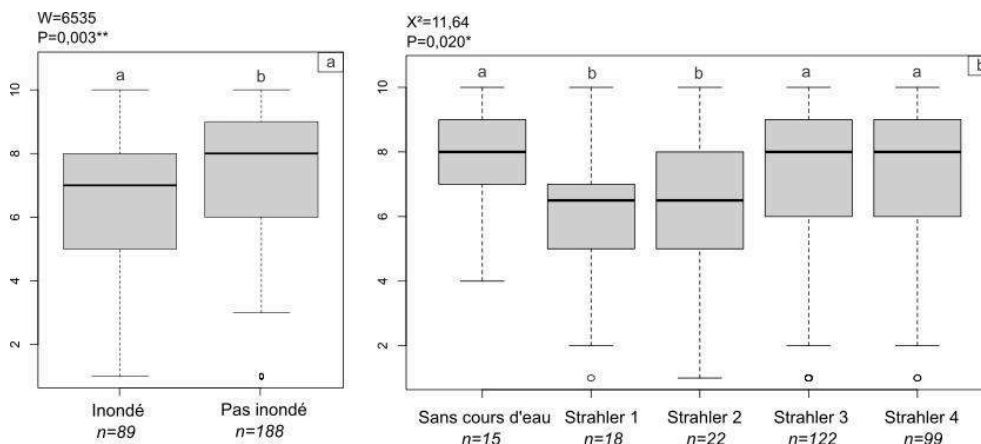 W=6535
P=0,003**
a
a b
10
8
6
4
2
Inondé Pas inondé
n=89 n=188
X²=11,64
P=0,020*
b
a b b a a
10
8
6
4
2
Sans cours d'eau Strahler 1 Strahler 2 Strahler 3 Strahler 4
n=15 n=18 n=22 n=122 n=99